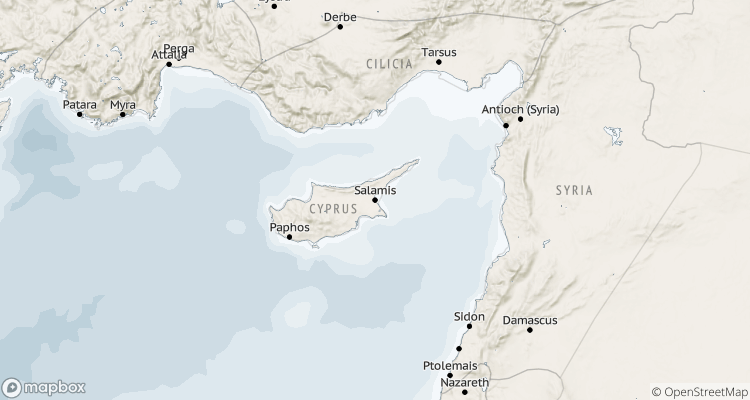 Lystra
Derbe
Perga
Attalia
Tarsus
CILICIA
Patara
Myra
Antioch (Syria)
Salamis
SYRIA
CYPRUS
Paphos
Sidon
Damascus
Ptolemais
Nazareth
mapbox
© OpenStreetMap